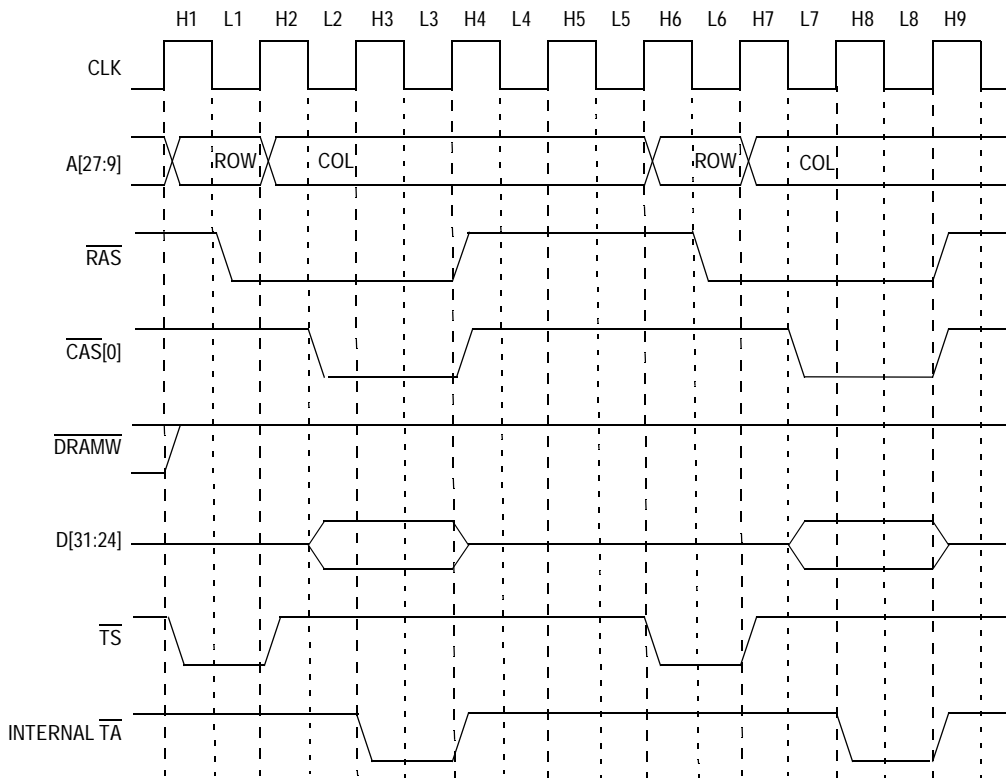 H1 L1 H2 L2 H3 L3 H4 L4 H5 L5 H6 L6 H7 L7 H8 L8 H9
CLK
A[27:9] ROW COL ROW COL
RAS
CAS[0]
DRAMW
D[31:24]
TS
INTERNAL TA